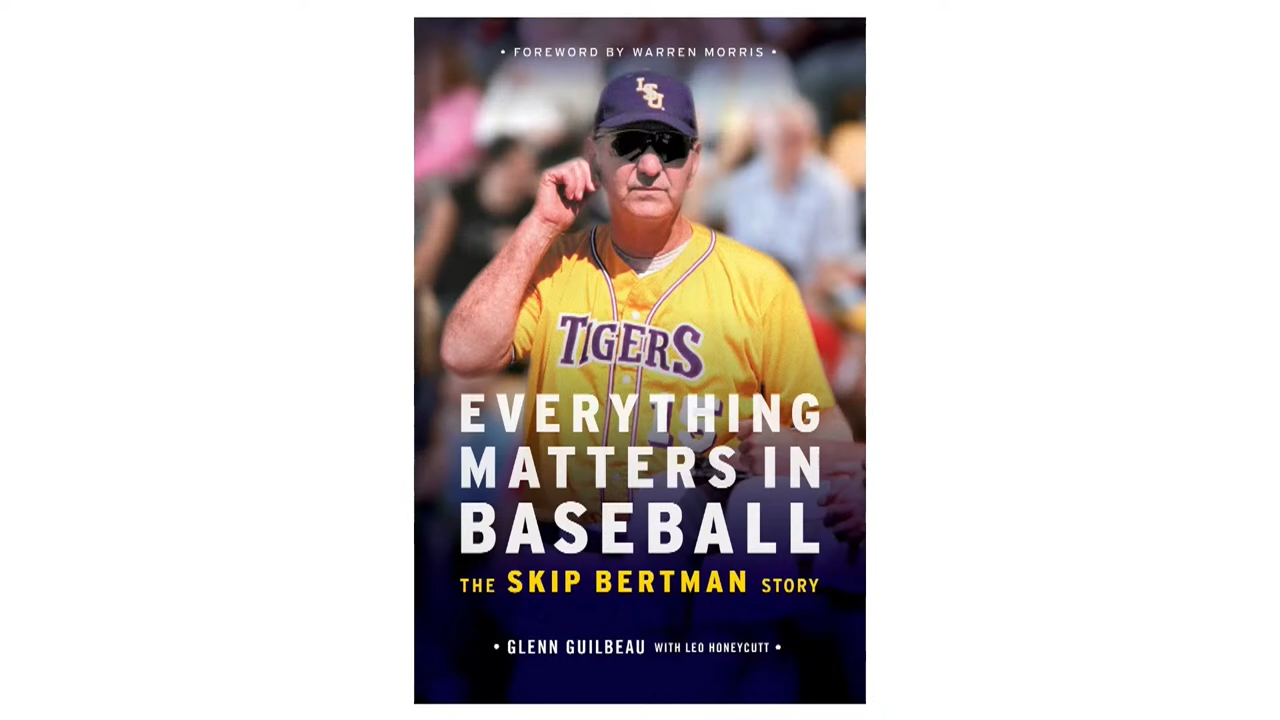 • FOREWORD BY WARREN MORRIS •
LSU
TIGERS
15
EVERYTHING
MATTERS IN
BASEBALL
THE SKIP BERTMAN STORY
• GLENN GUILBEAU WITH LEO HONEYCUTT •